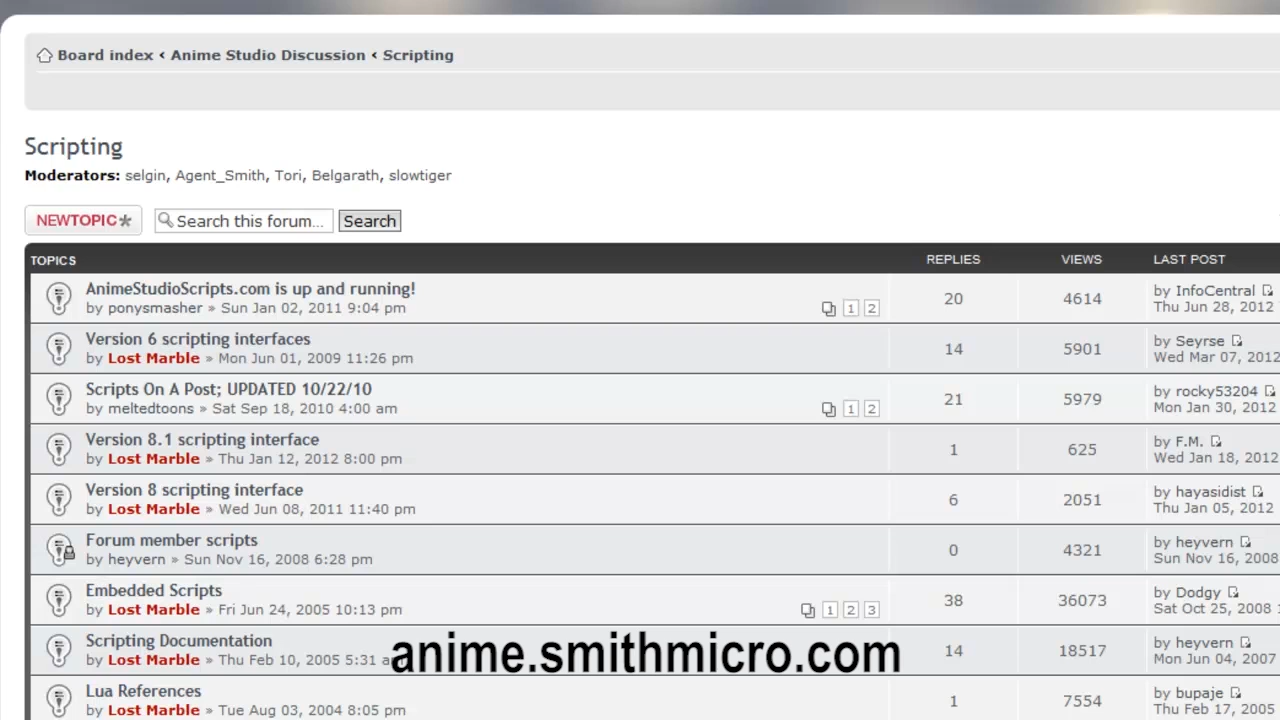 Board index ‹ Anime Studio Discussion ‹ Scripting
Scripting
Moderators: selgin, Agent_Smith, Tori, Belgarath, slowtiger
NEWTOPIC* Search this forum... Search
TOPICS REPLIES VIEWS LAST POST
AnimeStudioScripts.com is up and running! 20 4614 by InfoCentral
by ponysmasher » Sun Jan 02, 2011 9:04 pm 1 2 Thu Jun 28, 2012
Version 6 scripting interfaces 14 5901 by Seyrse
by Lost Marble » Mon Jun 01, 2009 11:26 pm Wed Mar 07, 2012
Scripts On A Post; UPDATED 10/22/10 21 5979 by rocky53204
by meltedtoons » Sat Sep 18, 2010 4:00 am 1 2 Mon Jan 30, 2012
Version 8.1 scripting interface 1 625 by F.M.
by Lost Marble » Thu Jan 12, 2012 8:00 pm Wed Jan 18, 2012
Version 8 scripting interface 6 2051 by hayasidist
by Lost Marble » Wed Jun 08, 2011 11:40 pm Thu Jan 05, 2012
Forum member scripts 0 4321 by heyvern
by heyvern » Sun Nov 16, 2008 6:28 pm Sun Nov 16, 2008
Embedded Scripts 38 36073 by Dodgy
by Lost Marble » Fri Jun 24, 2005 10:13 pm 1 2 3 Sat Oct 25, 2008
Scripting Documentation 14 18517 by heyvern
by Lost Marble » Thu Feb 10, 2005 5:31 Mon Jun 04, 2007
anime.smithmicro.com
Lua References 1 7554 by bupaje
by Lost Marble » Tue Aug 03, 2004 8:05 pm Thu Feb 17, 2005